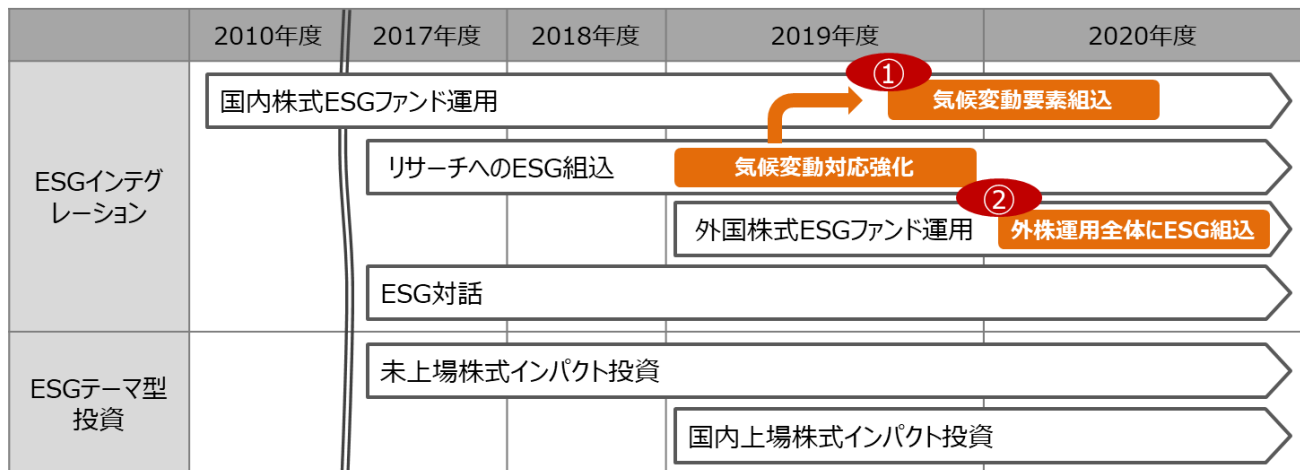 2010年度 2017年度 2018年度 2019年度 2020年度
ESGインテグ
レーション
①
国内株式ESGファンド運用 気候変動要素組込
リサーチへのESG組込 気候変動対応強化
②
外国株式ESGファンド運用 外株運用全体にESG組込
ESG対話
ESGテーマ型
投資
未上場株式インパクト投資
国内上場株式インパクト投資